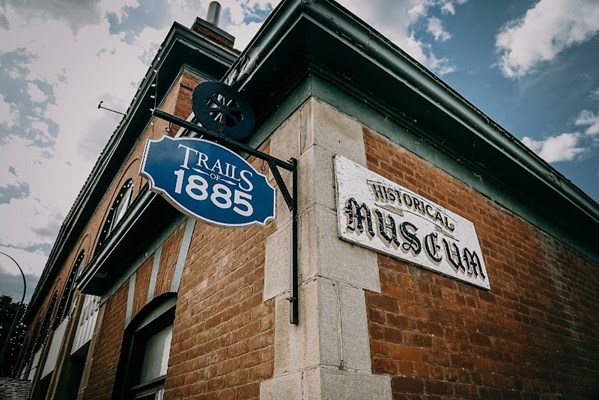 TRAILS
OF
1885
HISTORICAL
MUSEUM